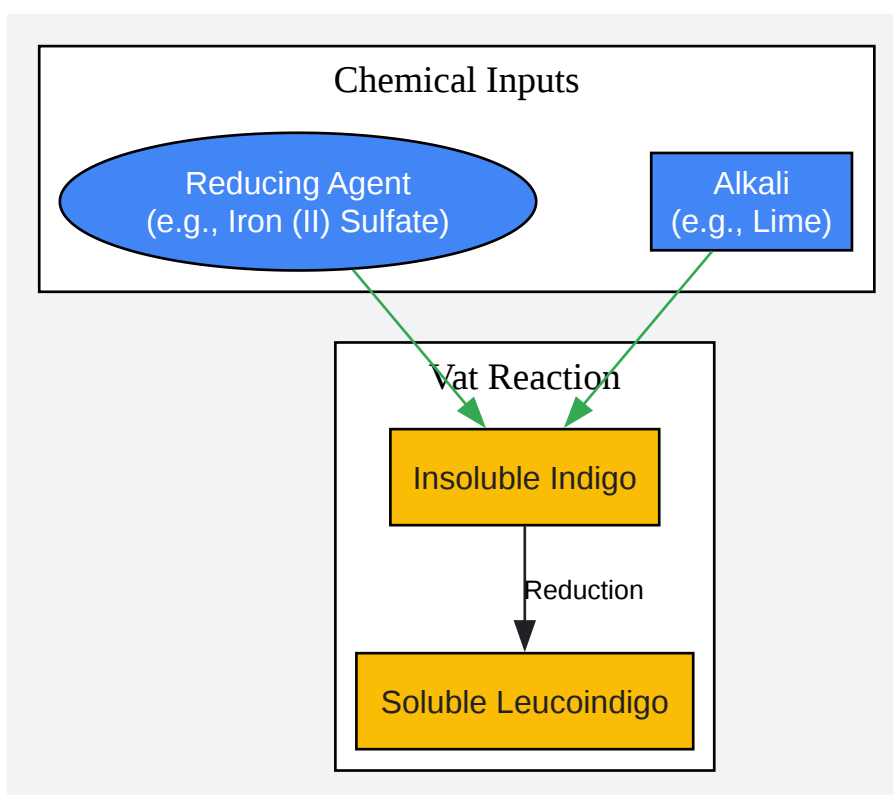 Chemical Inputs
Reducing Agent
(e.g., Iron (II) Sulfate)
Alkali
(e.g., Lime)
Vat Reaction
Insoluble Indigo
Reduction
Soluble Leucoindigo